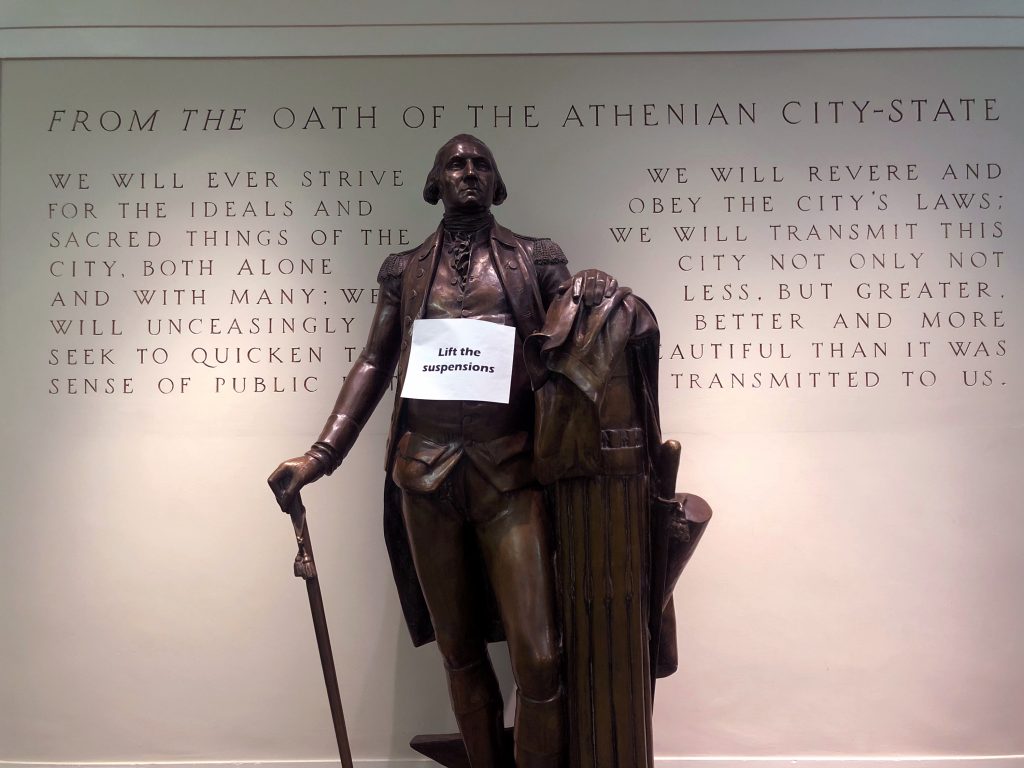 FROM THE OATH OF THE ATHENIAN CITY-STATE
WE WILL EVER STRIVE
FOR THE IDEALS AND
SACRED THINGS OF THE
CITY, BOTH ALONE
AND WITH MANY; WE
WILL UNCEASINGLY
SEEK TO QUICKEN
SENSE OF PUBLIC
Lift the
suspensions
WE WILL REVERE AND
OBEY THE CITY'S LAWS;
WE WILL TRANSMIT THIS
CITY NOT ONLY NOT
LESS, BUT GREATER,
BETTER AND MORE
EAUTIFUL THAN IT WAS
TRANSMITTED TO US.